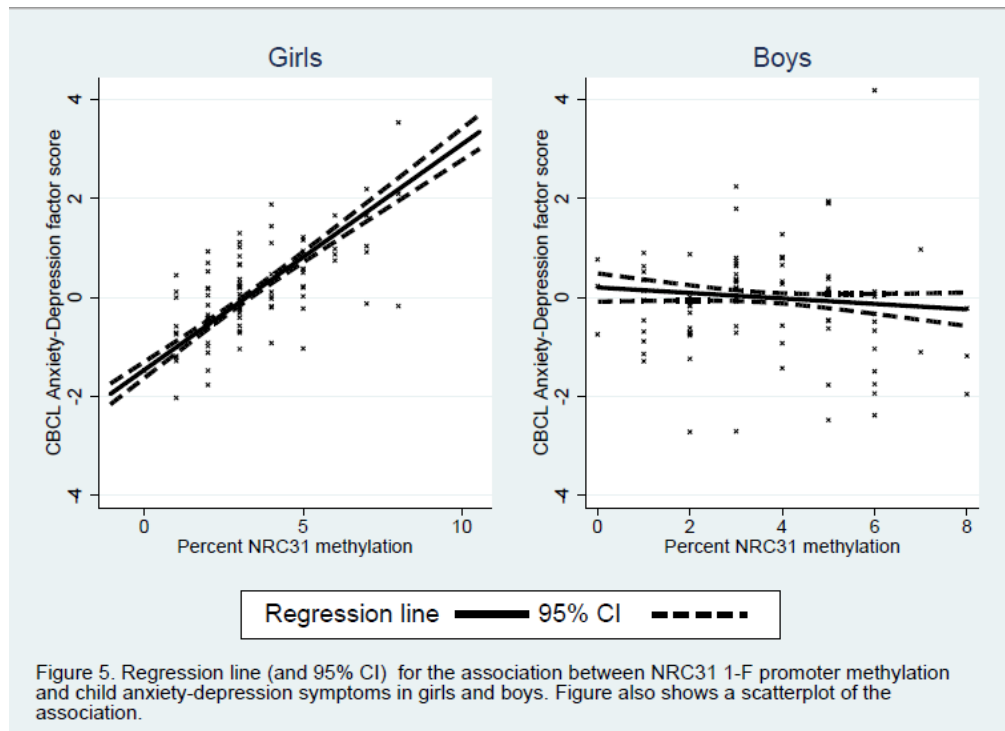 Girls
Boys
CBCL Anxiety-Depression factor score
4
2
0
-2
-4
0
5
10
Percent NRC31 methylation
CBCL Anxiety-Depression factor score
4
2
0
-2
-4
0
2
4
6
8
Percent NRC31 methylation
Regression line
95% CI
Figure 5. Regression line (and 95% CI) for the association between NRC31 1-F promoter methylation
and child anxiety-depression symptoms in girls and boys. Figure also shows a scatterplot of the
association.